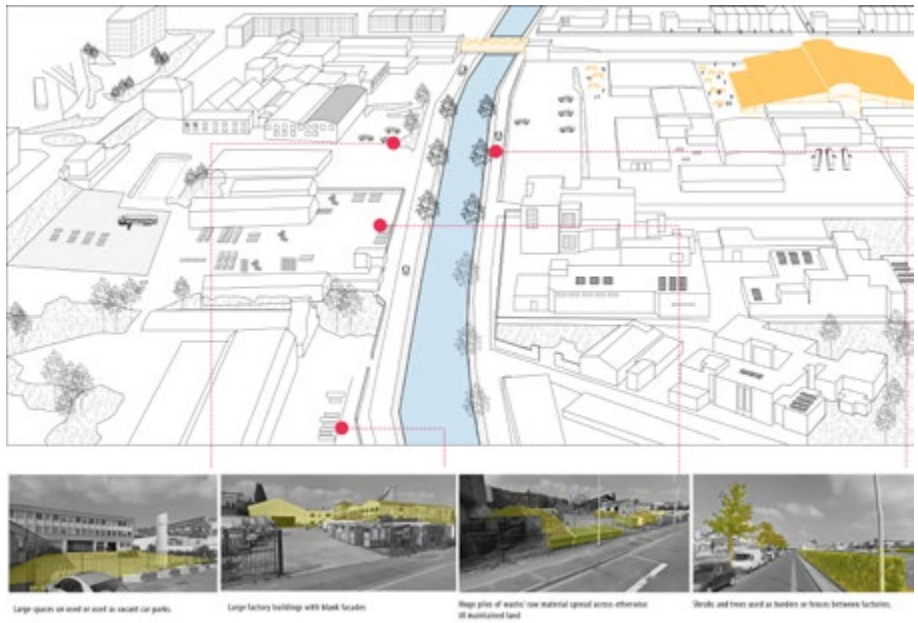 Large spaces un used or used as vacant car parks.
Large factory buildings with blank facades
Huge piles of waste/ raw material spread across otherwise
ill maintained land
Shrubs and trees used as borders or fences between factories.